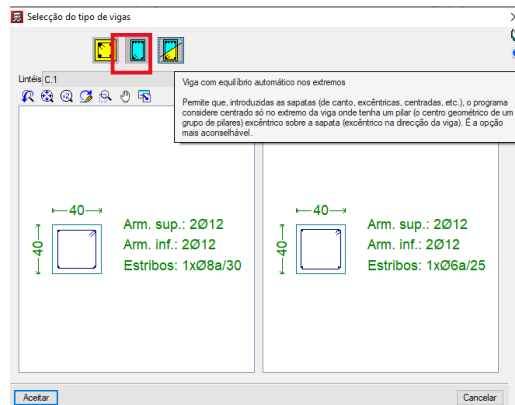 Selecção do tipo de vigas
Lintéis C.1
Viga com equilíbrio automático nos extremos
Permite que, introduzidas as sapatas (de canto, excêntricas, centradas, etc.), o programa
considere centrado só no extremo da viga onde tenha um pilar (o centro geométrico de um
grupo de pilares) excêntrico sobre a sapata (excêntrico na direcção da viga). É a opção
mais aconselhável.
40
40
Arm. sup.: 2Ø12
Arm. inf.: 2Ø12
Estribos: 1xØ8a/30
40
40
Arm. sup.: 2Ø12
Arm. inf.: 2Ø12
Estribos: 1xØ6a/25
Aceitar
Cancelar